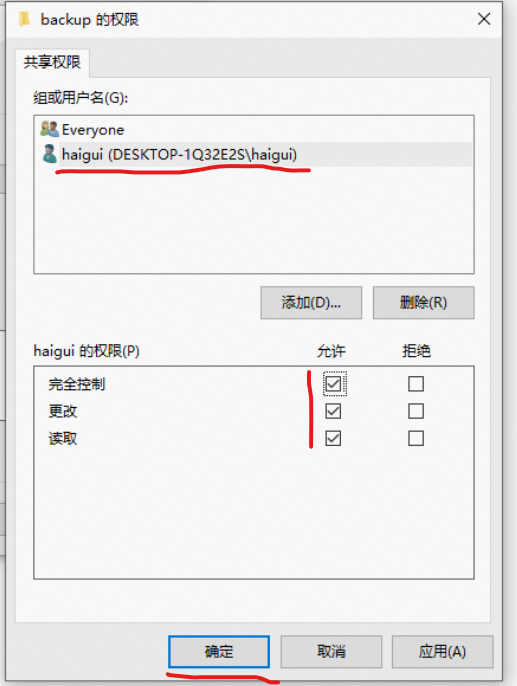 backup 的权限
共享权限
组或用户名(G):
Everyone
haigui (DESKTOP-1Q32E2S\haigui)
添加(D)... 删除(R)
haigui 的权限(P) 允许 拒绝
完全控制
更改
读取
确定 取消 应用(A)